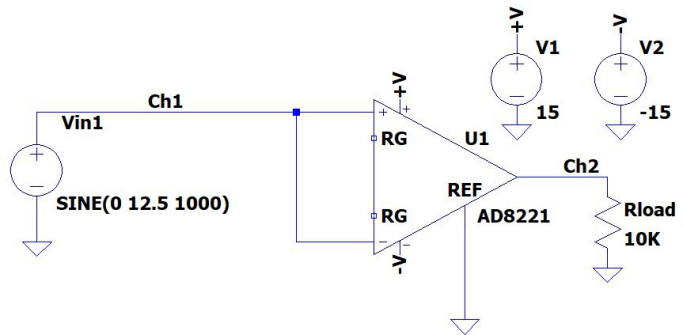 +V
-V
V1
V2
15
-15
Ch1
Vin1
SINE(0 12.5 1000)
+V
+
+
RG
U1
RG
REF
AD8221
-
-V
-
Ch2
Rload
10K